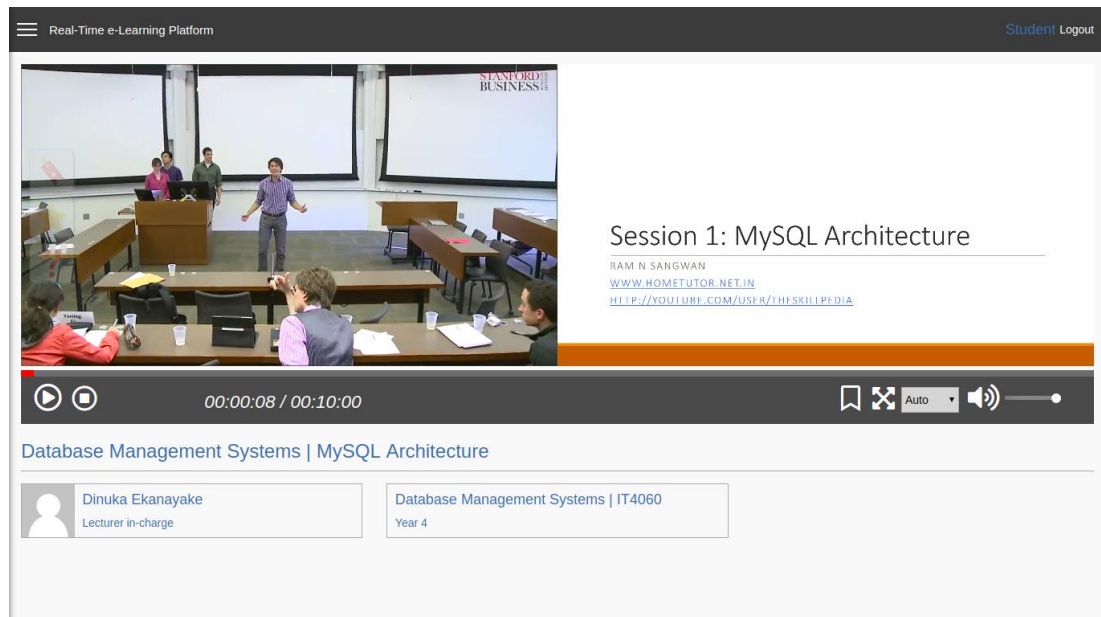 Real-Time e-Learning Platform
Student Logout
STANFORD
BUSINESS
Session 1: MySQL Architecture
RAM N SANGWAN
WWW.HOMETUTOR.NET.IN
HTTP://YOUTUBE.COM/USER/THESKILLPEDIA
00:00:08 / 00:10:00
Auto
Database Management Systems | MySQL Architecture
Dinuka Ekanayake
Lecturer in-charge
Database Management Systems | IT4060
Year 4